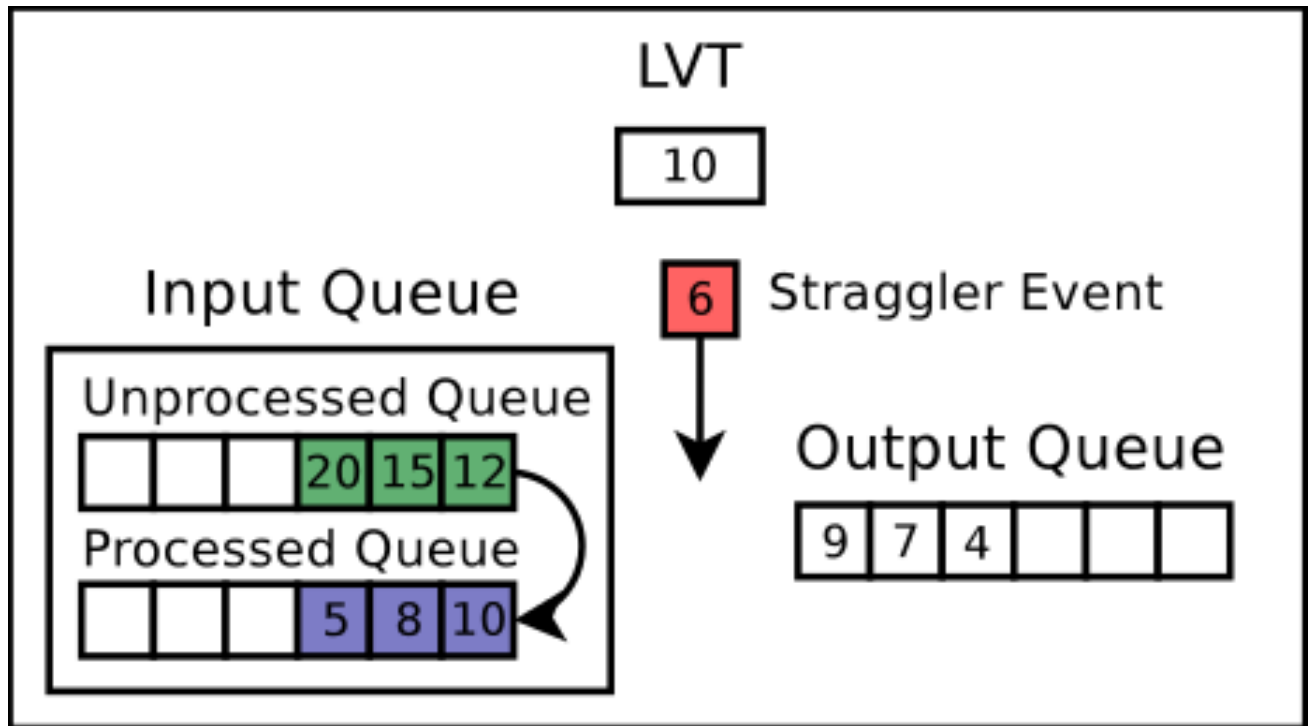 LVT
10
6 Straggler Event
Input Queue
Unprocessed Queue
20 15 12
Processed Queue
5 8 10
Output Queue
9 7 4